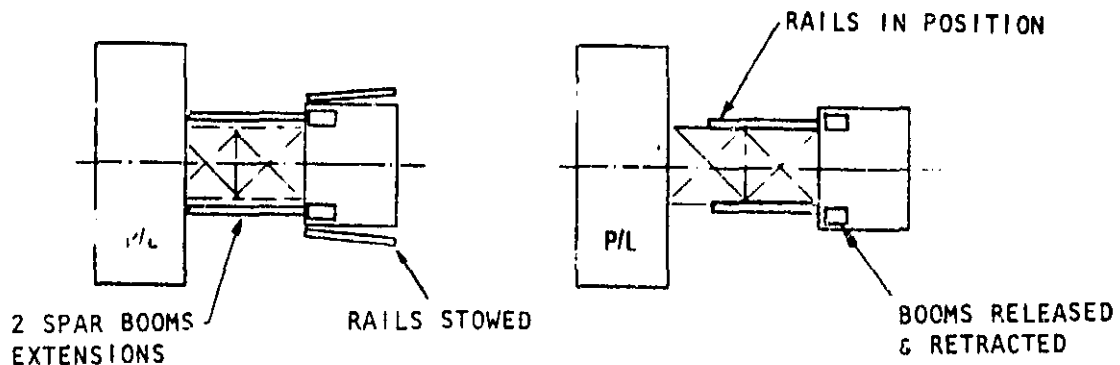 RAILS IN POSITION
P/L
2 SPAR BOOMS
EXTENSIONS
RAILS STOWED
BOOMS RELEASED
& RETRACTED